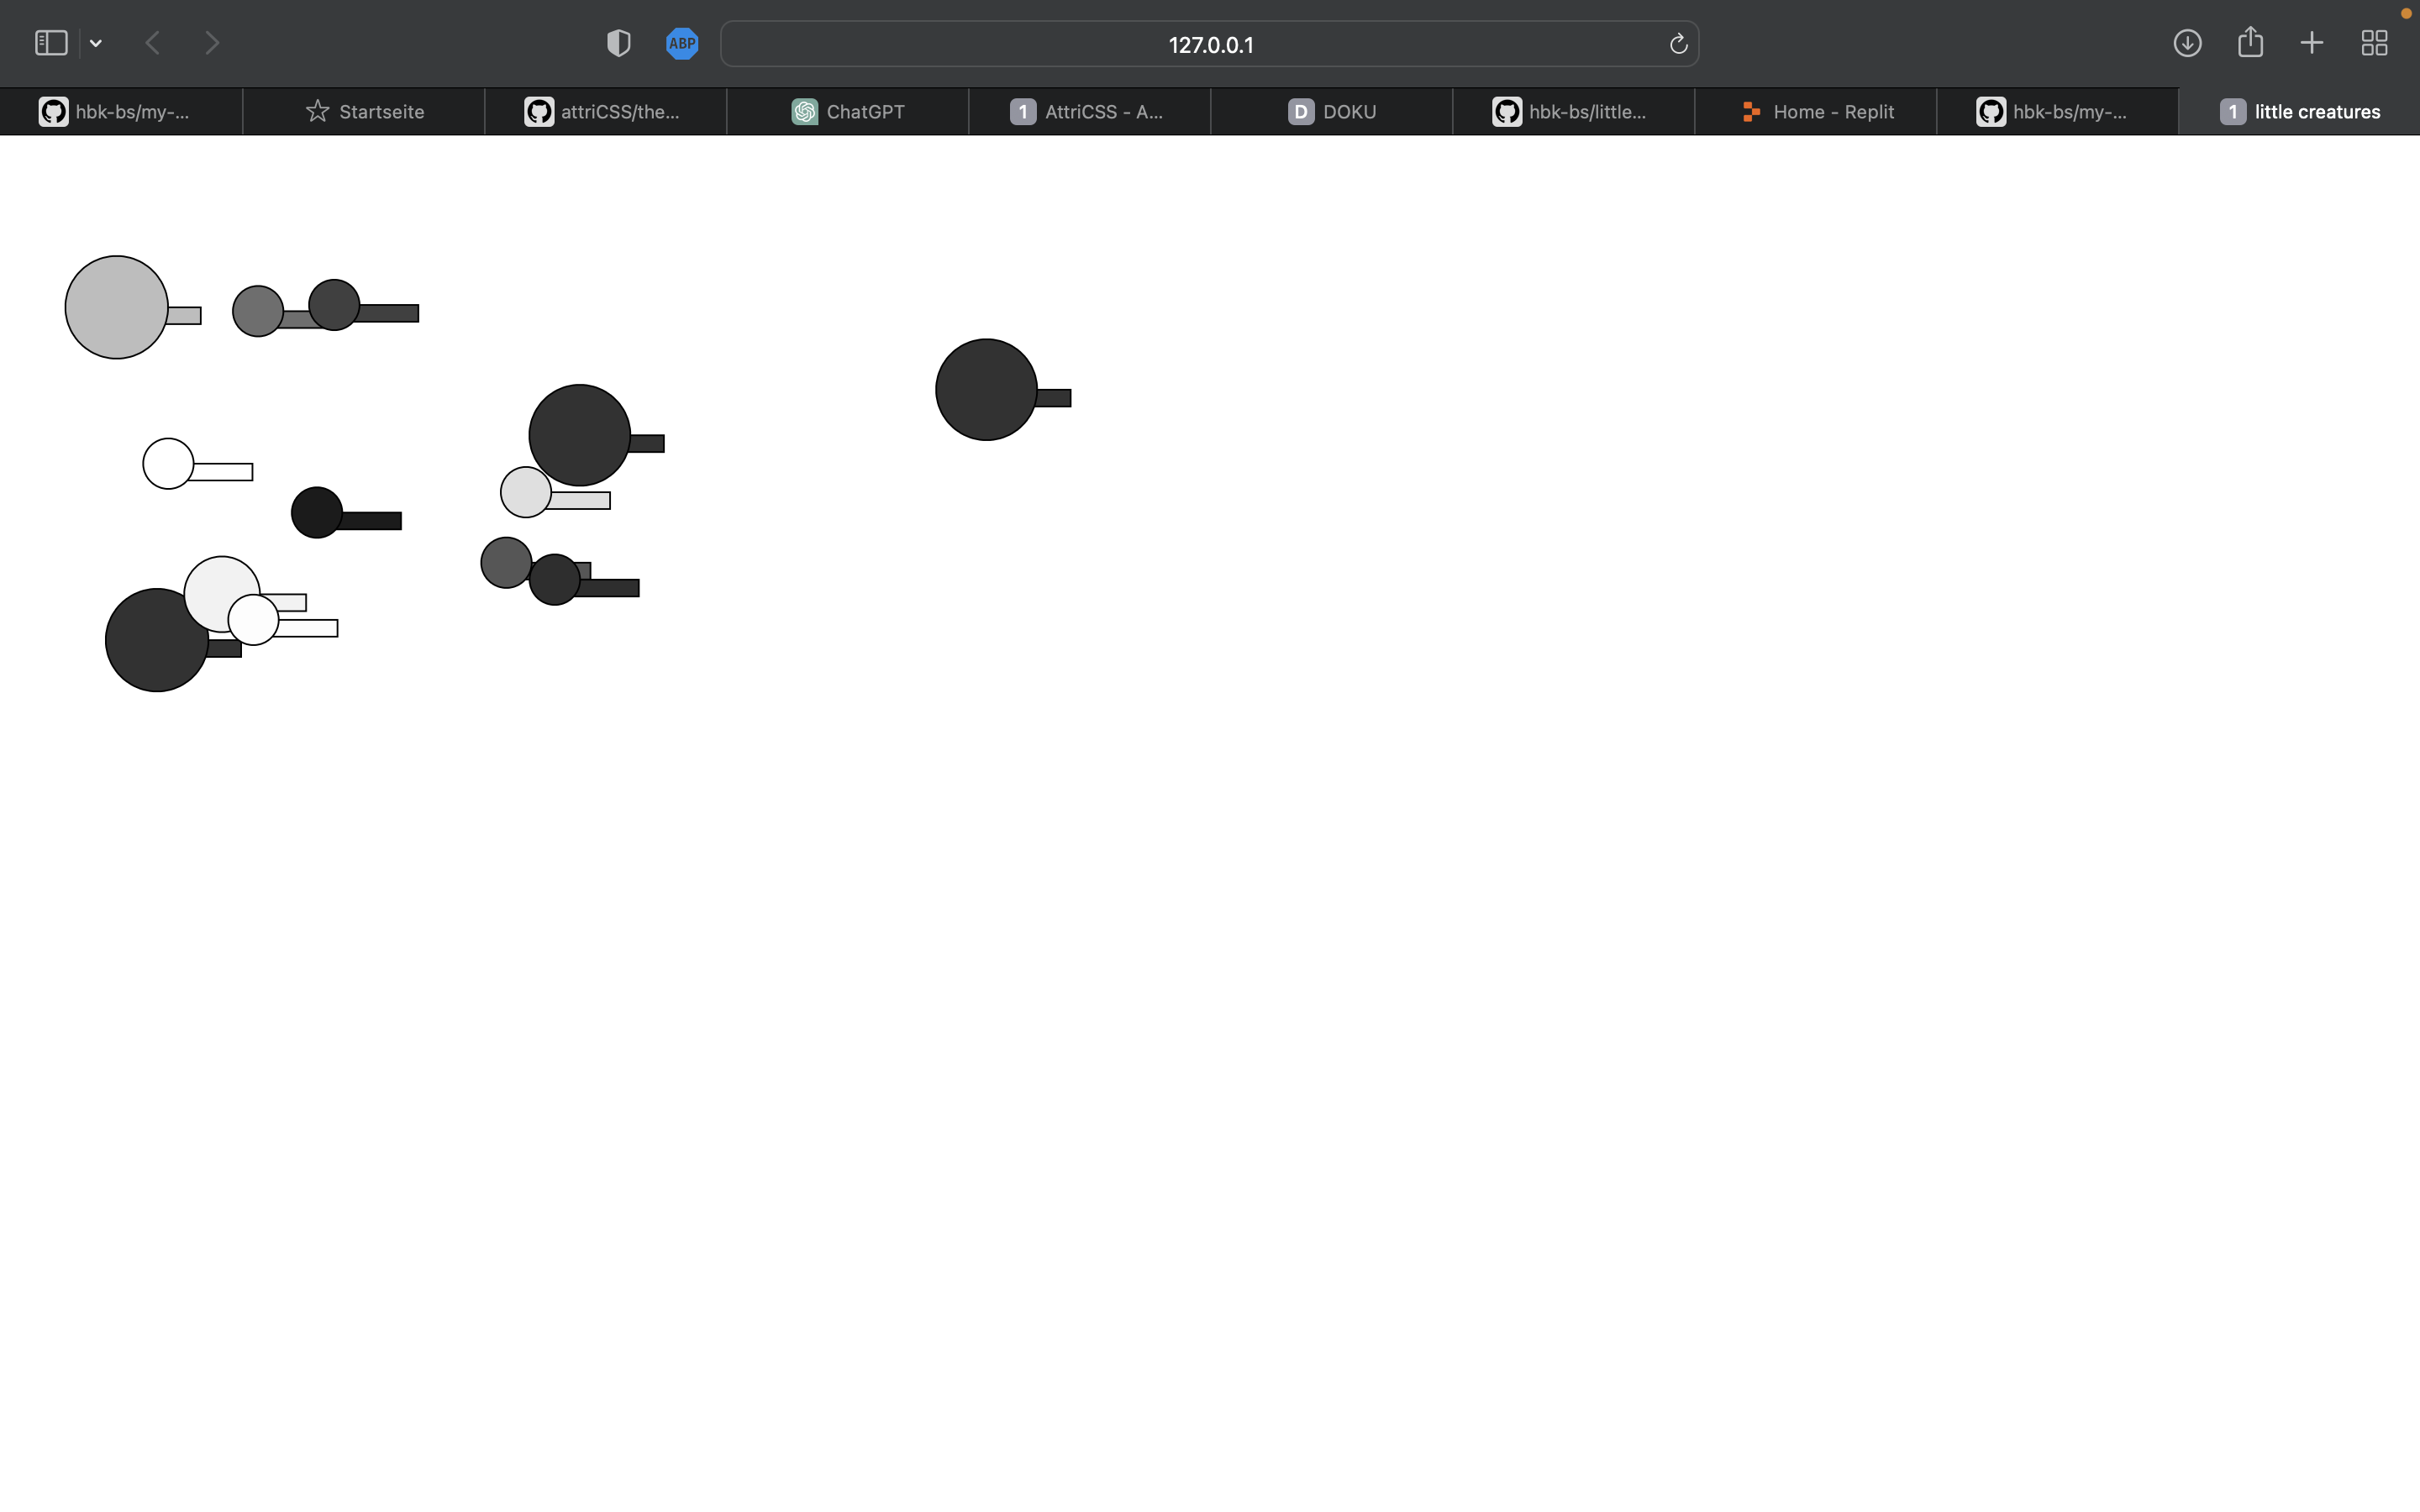 ABP
127.0.0.1
hbk-bs/my-...
Startseite
attriCSS/the...
ChatGPT
1 AttriCSS - A...
D DOKU
hbk-bs/little...
Home - Replit
hbk-bs/my-...
1 little creatures